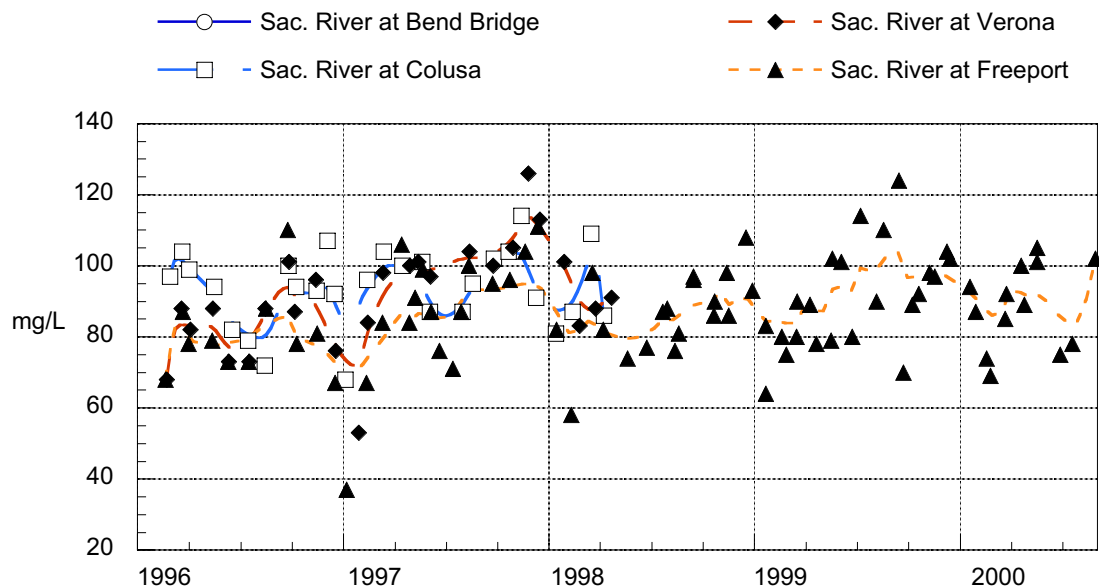 Sac. River at Bend Bridge
Sac. River at Verona
Sac. River at Colusa
Sac. River at Freeport
140
120
100
mg/L
80
60
40
20
1996 1997 1998 1999 2000